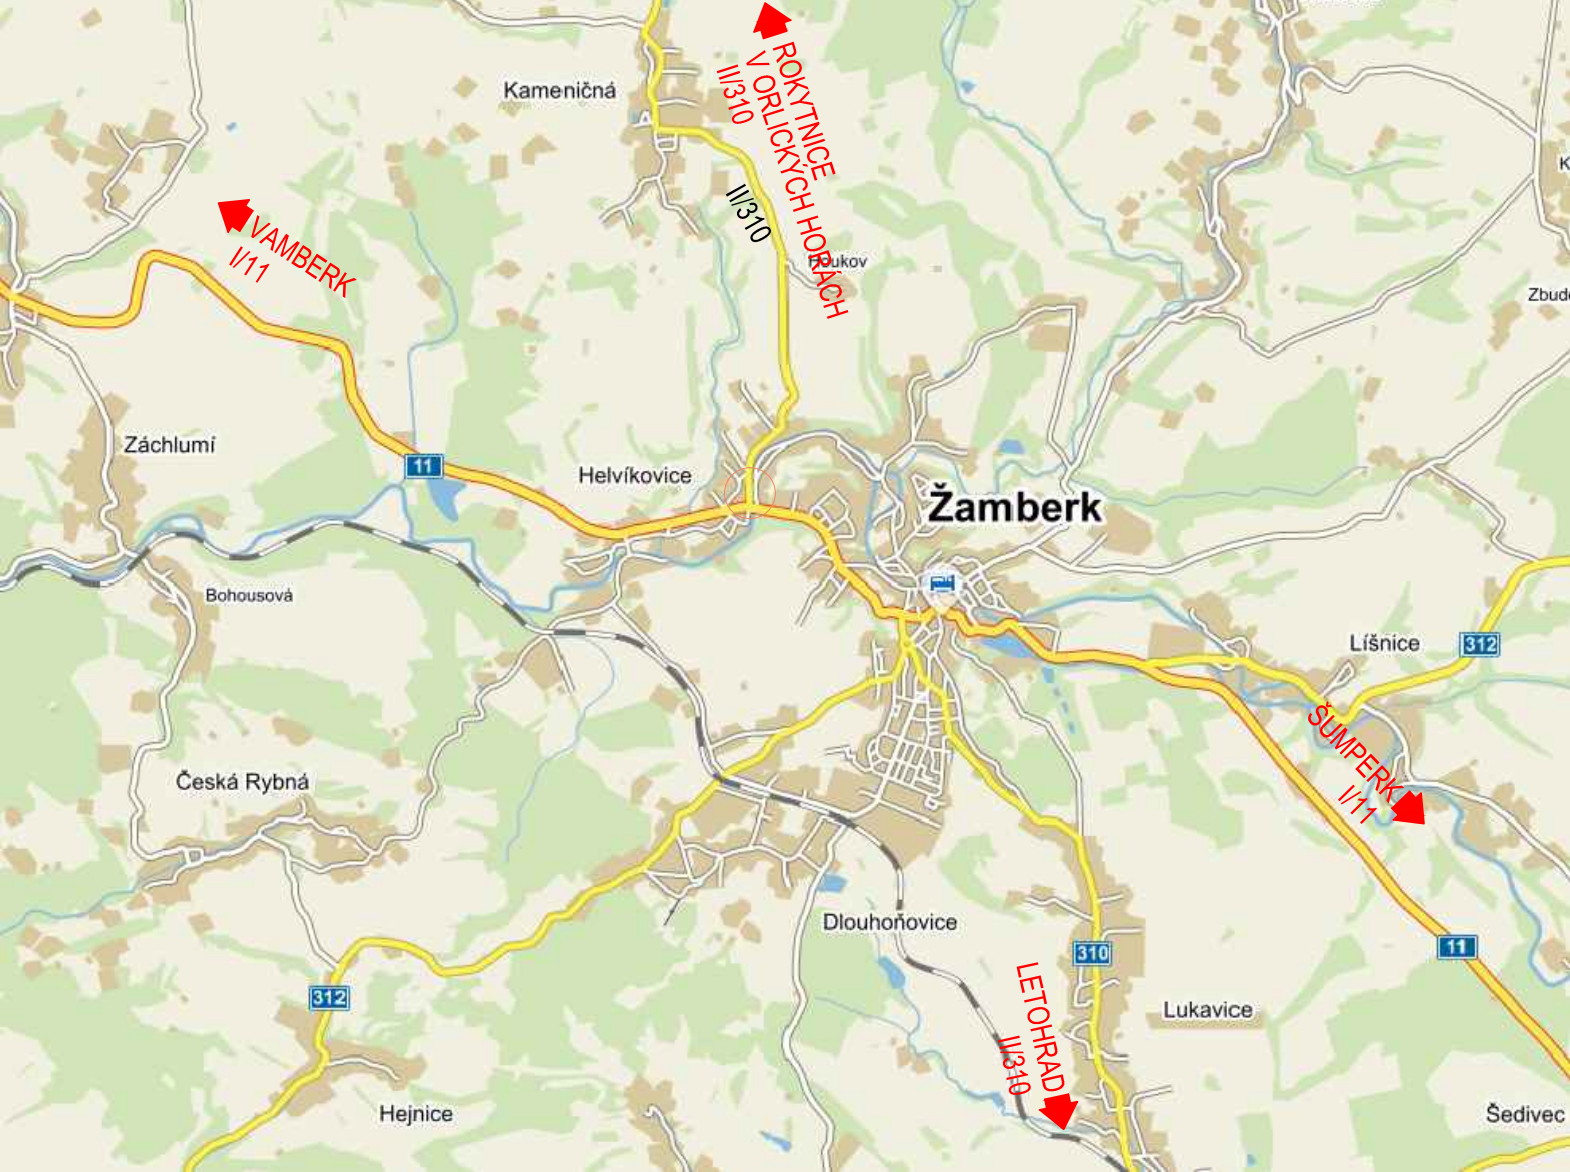 Kameničná
ROKYTNICE
V ORLICKÝCH HORÁCH
II/310
II/310
VAMBERK
I/11
Houkov
Záchlumí
11
Helvíkovice
Žamberk
Bohousová
Líšnice
312
ŠUMPERK
I/11
Česká Rybná
Dlouhoňovice
310
11
312
LETOHRAD
II/310
Lukavice
Hejnice
Šedivec